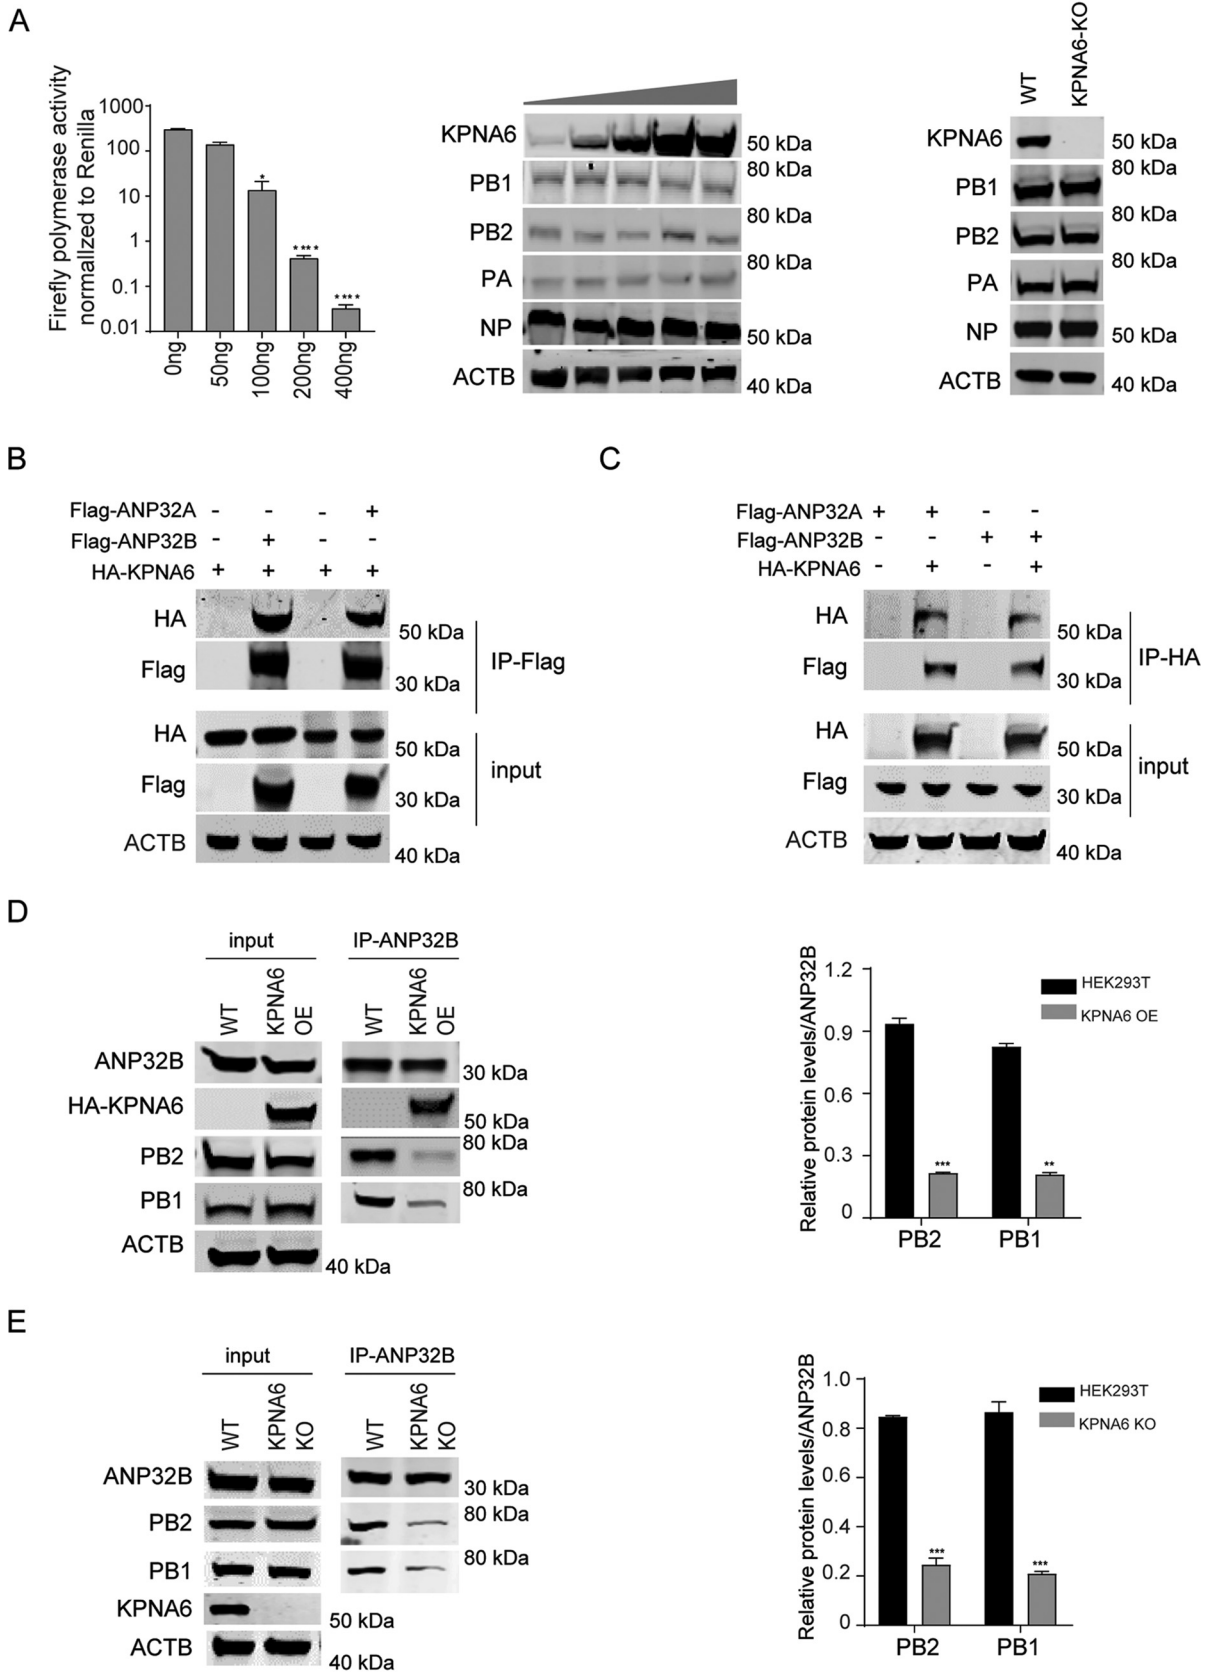 A
Firefly polymerase activity
normalized to Renilla
1000
100
10
1
0.1
0.01
*
****
****
0ng
50ng
100ng
200ng
400ng
KPNA6
50 kDa
80 kDa
PB1
80 kDa
PB2
80 kDa
PA
NP
50 kDa
ACTB
40 kDa
WT
KPNA6-KO
KPNA6
50 kDa
80 kDa
PB1
80 kDa
PB2
80 kDa
PA
NP
50 kDa
ACTB
40 kDa
B
Flag-ANP32A - - - +
Flag-ANP32B - + - -
HA-KPNA6 + + + +
HA
50 kDa
Flag
30 kDa
IP-Flag
HA
50 kDa
Flag
30 kDa
input
ACTB
40 kDa
C
Flag-ANP32A + + - -
Flag-ANP32B - - + +
HA-KPNA6 - + - +
HA
50 kDa
Flag
30 kDa
IP-HA
HA
50 kDa
Flag
30 kDa
input
ACTB
40 kDa
D
input
IP-ANP32B
WT
KPNA6
OE
WT
KPNA6
OE
ANP32B
30 kDa
HA-KPNA6
50 kDa
80 kDa
PB2
80 kDa
PB1
ACTB
40 kDa
Relative protein levels/ANP32B
1.2
0.9
0.6
0.3
0
HEK293T
KPNA6 OE
***
**
PB2
PB1
E
input
IP-ANP32B
WT
KPNA6
KO
WT
KPNA6
KO
ANP32B
30 kDa
80 kDa
PB2
80 kDa
PB1
KPNA6
50 kDa
ACTB
40 kDa
Relative protein levels/ANP32B
1.0
0.8
0.6
0.4
0.2
0
HEK293T
KPNA6 KO
***
***
PB2
PB1